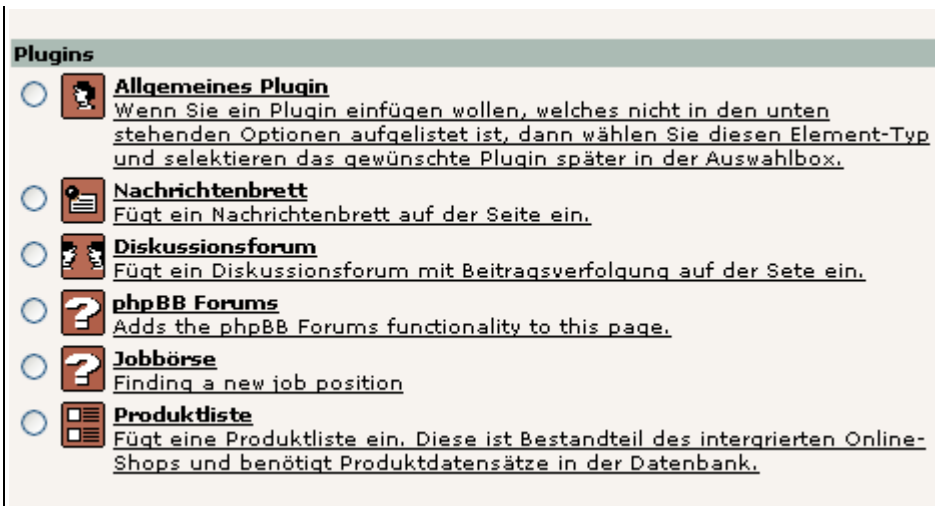 Plugins
Allgemeines Plugin
Wenn Sie ein Plugin einfügen wollen, welches nicht in den unten
stehenden Optionen aufgelistet ist, dann wählen Sie diesen Element-Typ
und selektieren das gewünschte Plugin später in der Auswahlbox.
Nachrichtenbrett
Fügt ein Nachrichtenbrett auf der Seite ein.
Diskussionsforum
Fügt ein Diskussionsforum mit Beitragsverfolgung auf der Sete ein.
phpBB Forums
Adds the phpBB Forums functionality to this page.
Jobbörse
Finding a new job position
Produktliste
Fügt eine Produktliste ein. Diese ist Bestandteil des intergrierten Online-
Shops und benötigt Produktdatensätze in der Datenbank.